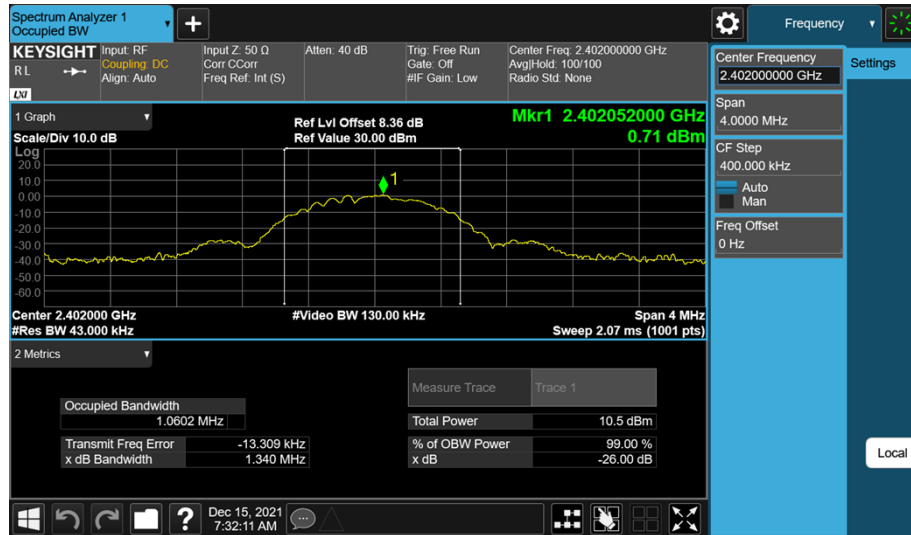 Spectrum Analyzer 1
Occupied BW
Frequency
KEYSIGHT
R L
LXI
Input: RF
Coupling: DC
Align: Auto
Input Z: 50 Ω
Corr CCorr
Freq Ref: Int (S)
Atten: 40 dB
Trig: Free Run
Gate: Off
#IF Gain: Low
Center Freq: 2.402000000 GHz
Avg|Hold: 100/100
Radio Std: None
Center Frequency
2.402000000 GHz
Settings
Span
4.0000 MHz
CF Step
400.000 kHz
Auto
Man
Freq Offset
0 Hz
Local
1 Graph
Scale/Div 10.0 dB
Ref Lvl Offset 8.36 dB
Ref Value 30.00 dBm
Mkr1 2.402052000 GHz
0.71 dBm
Log
20.0
10.0
0.00
-10.0
-20.0
-30.0
-40.0
-50.0
-60.0
1
Center 2.402000 GHz
#Res BW 43.000 kHz
#Video BW 130.00 kHz
Span 4 MHz
Sweep 2.07 ms (1001 pts)
2 Metrics
Measure Trace
Trace 1
Occupied Bandwidth
1.0602 MHz
Total Power
10.5 dBm
Transmit Freq Error
-13.309 kHz
% of OBW Power
99.00 %
x dB Bandwidth
1.340 MHz
x dB
-26.00 dB
?
Dec 15, 2021
7:32:11 AM